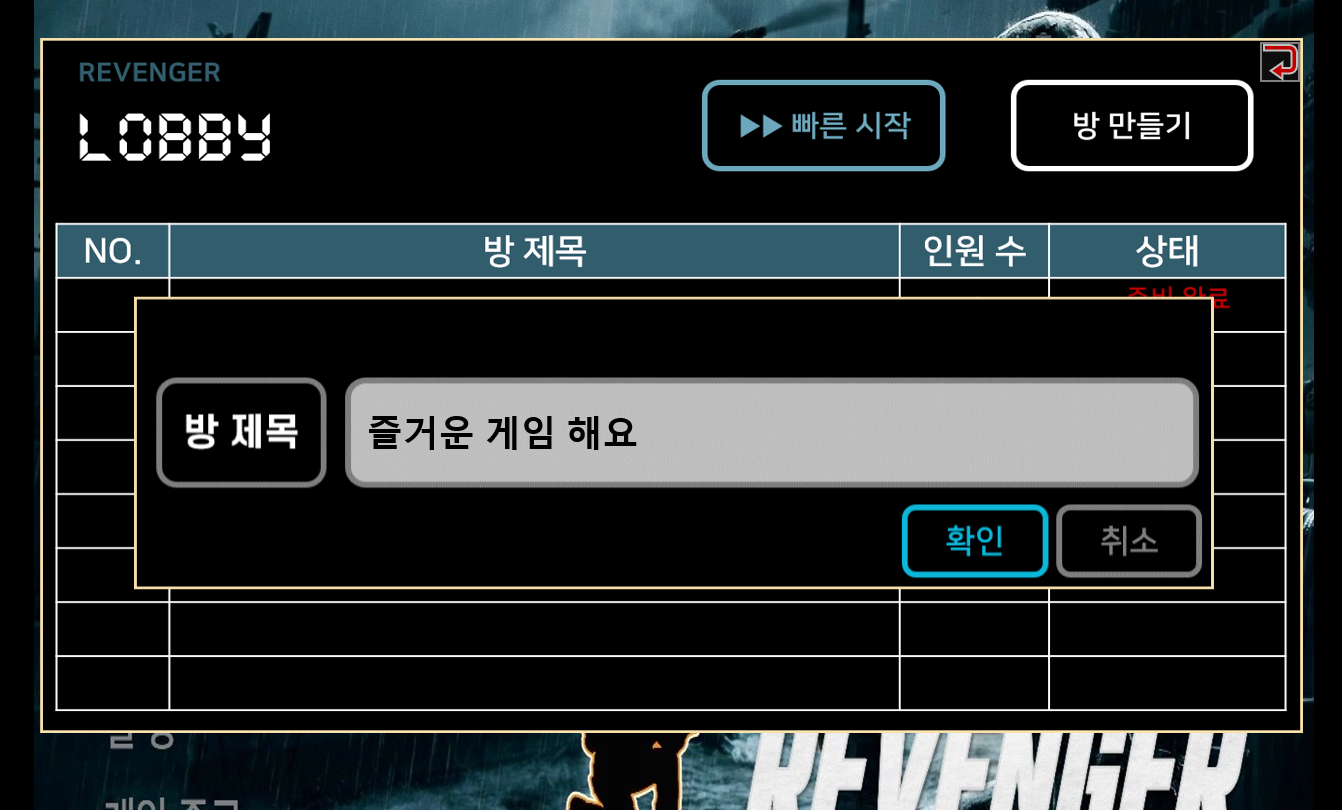 REVENGER
LOBBY
▶▶ 빠른 시작
방 만들기
NO. 방 제목 인원 수 상태
방 제목
즐거운 게임 해요
확인
취소
REVENGER